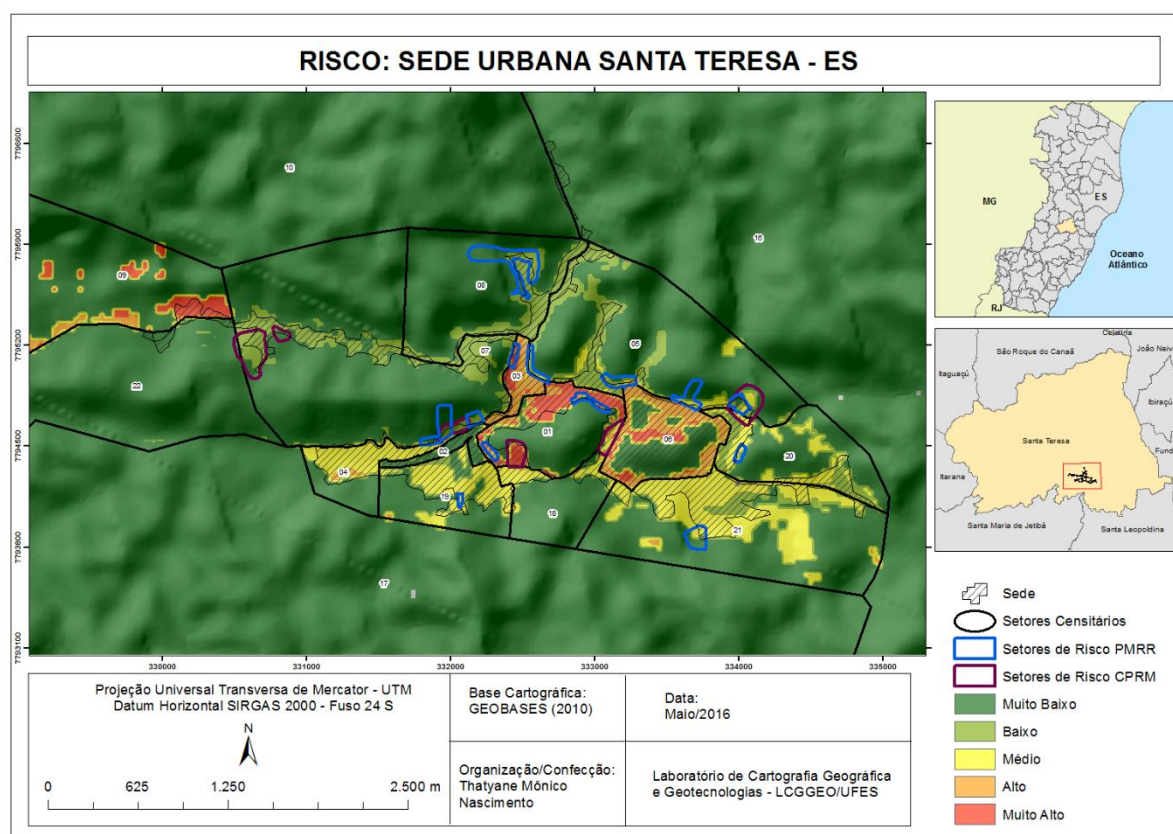 RISCO: SEDE URBANA SANTA TERESA - ES
7796600
7795900
7795200
7794500
7793800
7793100
10
16
09
08
05
07
22
03
01
06
02
20
04
19
18
21
17
330000
331000
332000
333000
334000
335000
MG
ES
Oceano
Atlântico
RJ
São Roque do Canaã
João Neiv
Itaguaçú
Ibiraçú
Santa Teresa
Fund
Itarana
Santa Maria de Jetibá
Santa Leopoldina
Sede
Setores Censitários
Setores de Risco PMRR
Setores de Risco CPRM
Muito Baixo
Baixo
Médio
Alto
Muito Alto
Projeção Universal Transversa de Mercator - UTM
Datum Horizontal SIRGAS 2000 - Fuso 24 S
N
0 625 1.250 2.500 m
Base Cartográfica:
GEOBASES (2010)
Data:
Maio/2016
Organização/Confecção:
Thatyane Mônico
Nascimento
Laboratório de Cartografia Geográfica
e Geotecnologias - LCGGEO/UFES